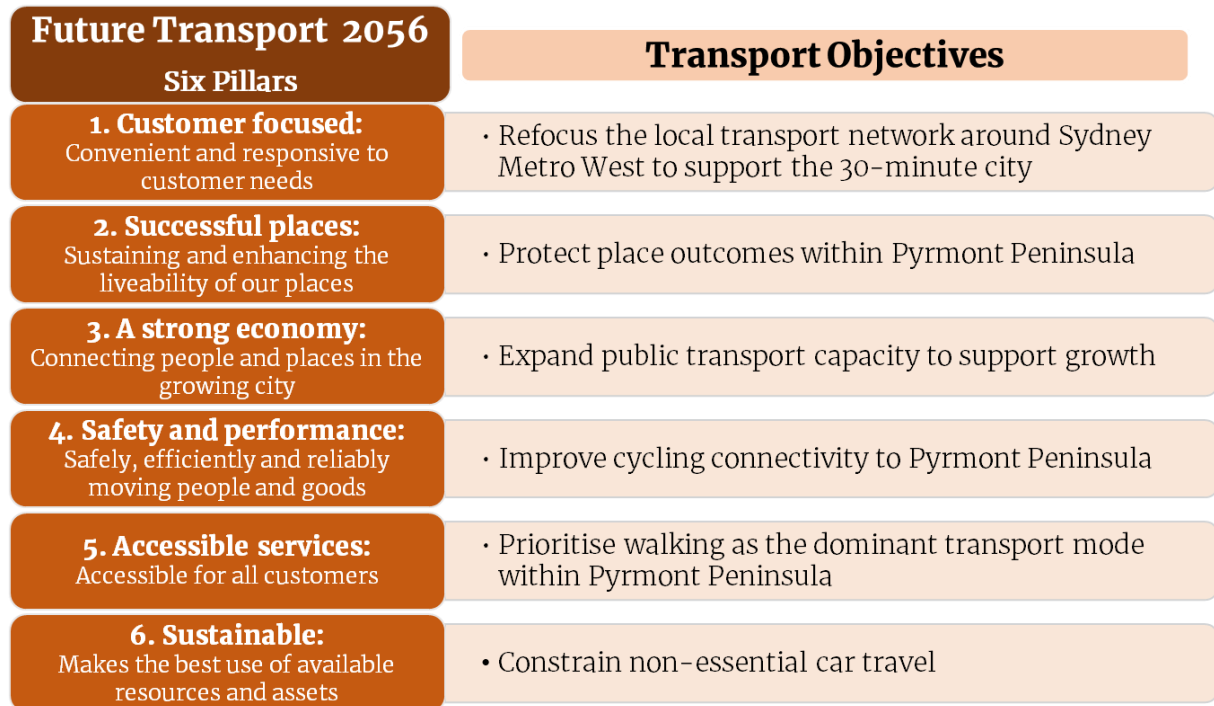 Future Transport 2056
Six Pillars
Transport Objectives
1. Customer focused:
Convenient and responsive to
customer needs
• Refocus the local transport network around Sydney
Metro West to support the 30-minute city
2. Successful places:
Sustaining and enhancing the
liveability of our places
• Protect place outcomes within Pyrmont Peninsula
3. A strong economy:
Connecting people and places in the
growing city
• Expand public transport capacity to support growth
4. Safety and performance:
Safely, efficiently and reliably
moving people and goods
• Improve cycling connectivity to Pyrmont Peninsula
5. Accessible services:
Accessible for all customers
• Prioritise walking as the dominant transport mode
within Pyrmont Peninsula
6. Sustainable:
Makes the best use of available
resources and assets
• Constrain non-essential car travel